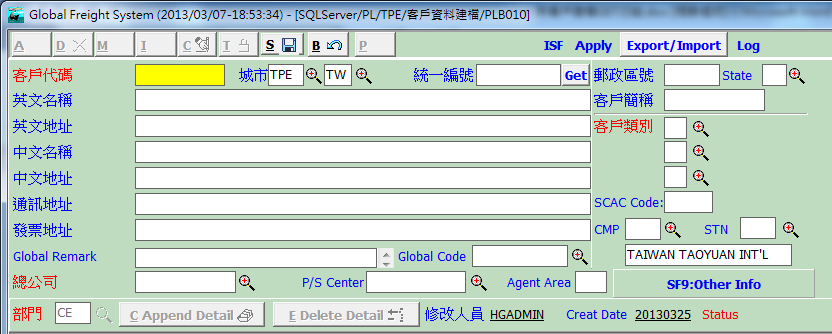 Global Freight System (2013/03/07-18:53:34) - [SQLServer/PL/TPE/客戶資料建檔/PLB010]
A D M I C T S B P ISF Apply Export/Import Log
客戶代碼 城市 TPE TW 統一編號 Get 郵政區號 State
英文名稱 客戶簡稱
英文地址 客戶類別
中文名稱
中文地址
通訊地址 SCAC Code:
發票地址 CMP STN
Global Remark Global Code TAIWAN TAOYUAN INT'L
總公司 P/S Center Agent Area SF9:Other Info
部門 CE C Append Detail E Delete Detail 修改人員 HGADMIN Creat Date 20130325 Status